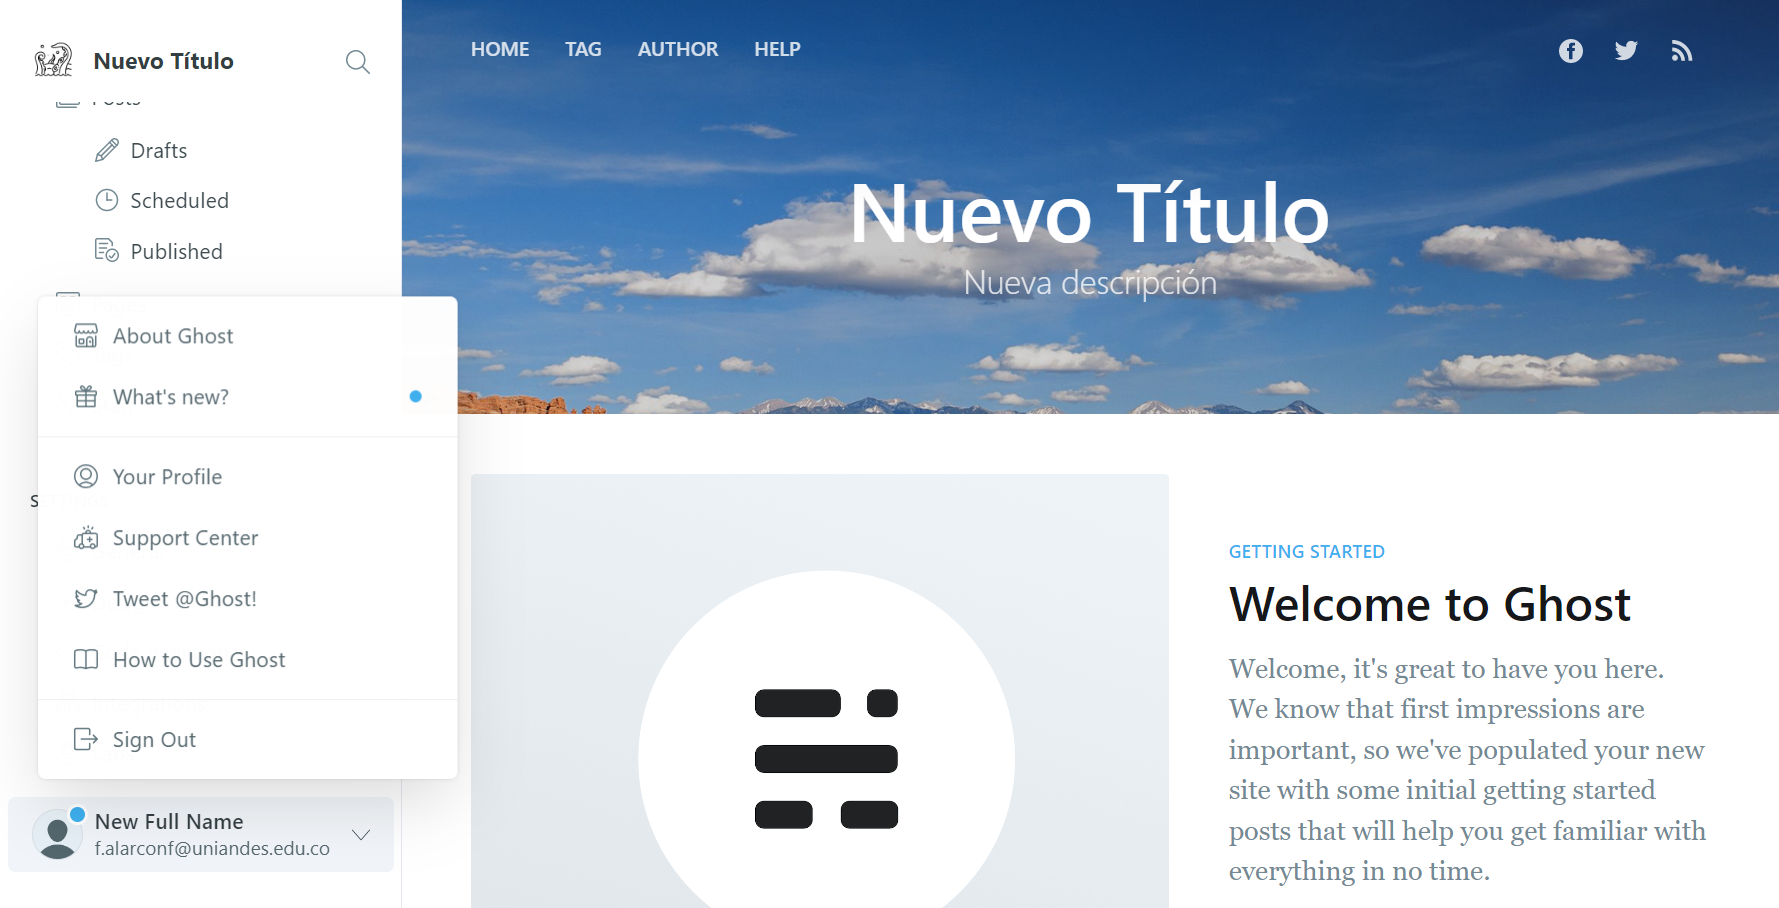 Nuevo Título
Posts
Drafts
Scheduled
Published
About Ghost
What's new?
Your Profile
Support Center
Tweet @Ghost!
How to Use Ghost
Sign Out
New Full Name
f.alarconf@uniandes.edu.co
HOME TAG AUTHOR HELP
Nuevo Título
Nueva descripción
GETTING STARTED
Welcome to Ghost
Welcome, it's great to have you here.
We know that first impressions are
important, so we've populated your new
site with some initial getting started
posts that will help you get familiar with
everything in no time.